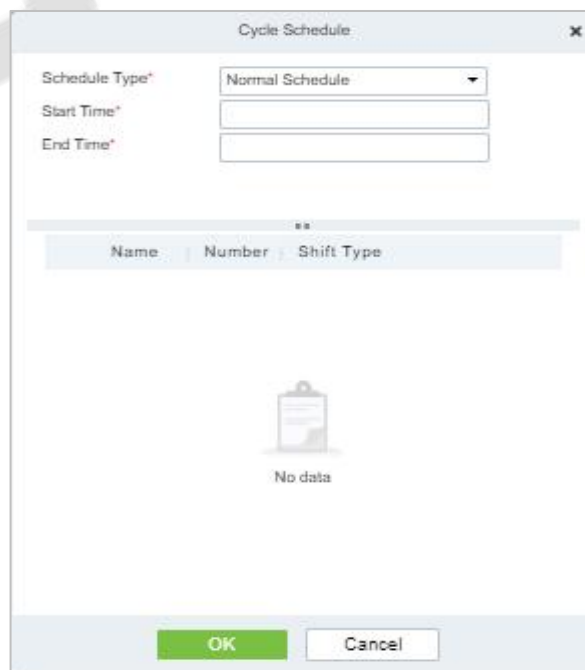 Cycle Schedule
Schedule Type* Normal Schedule
Start Time*
End Time*
Name Number Shift Type
No data
OK Cancel